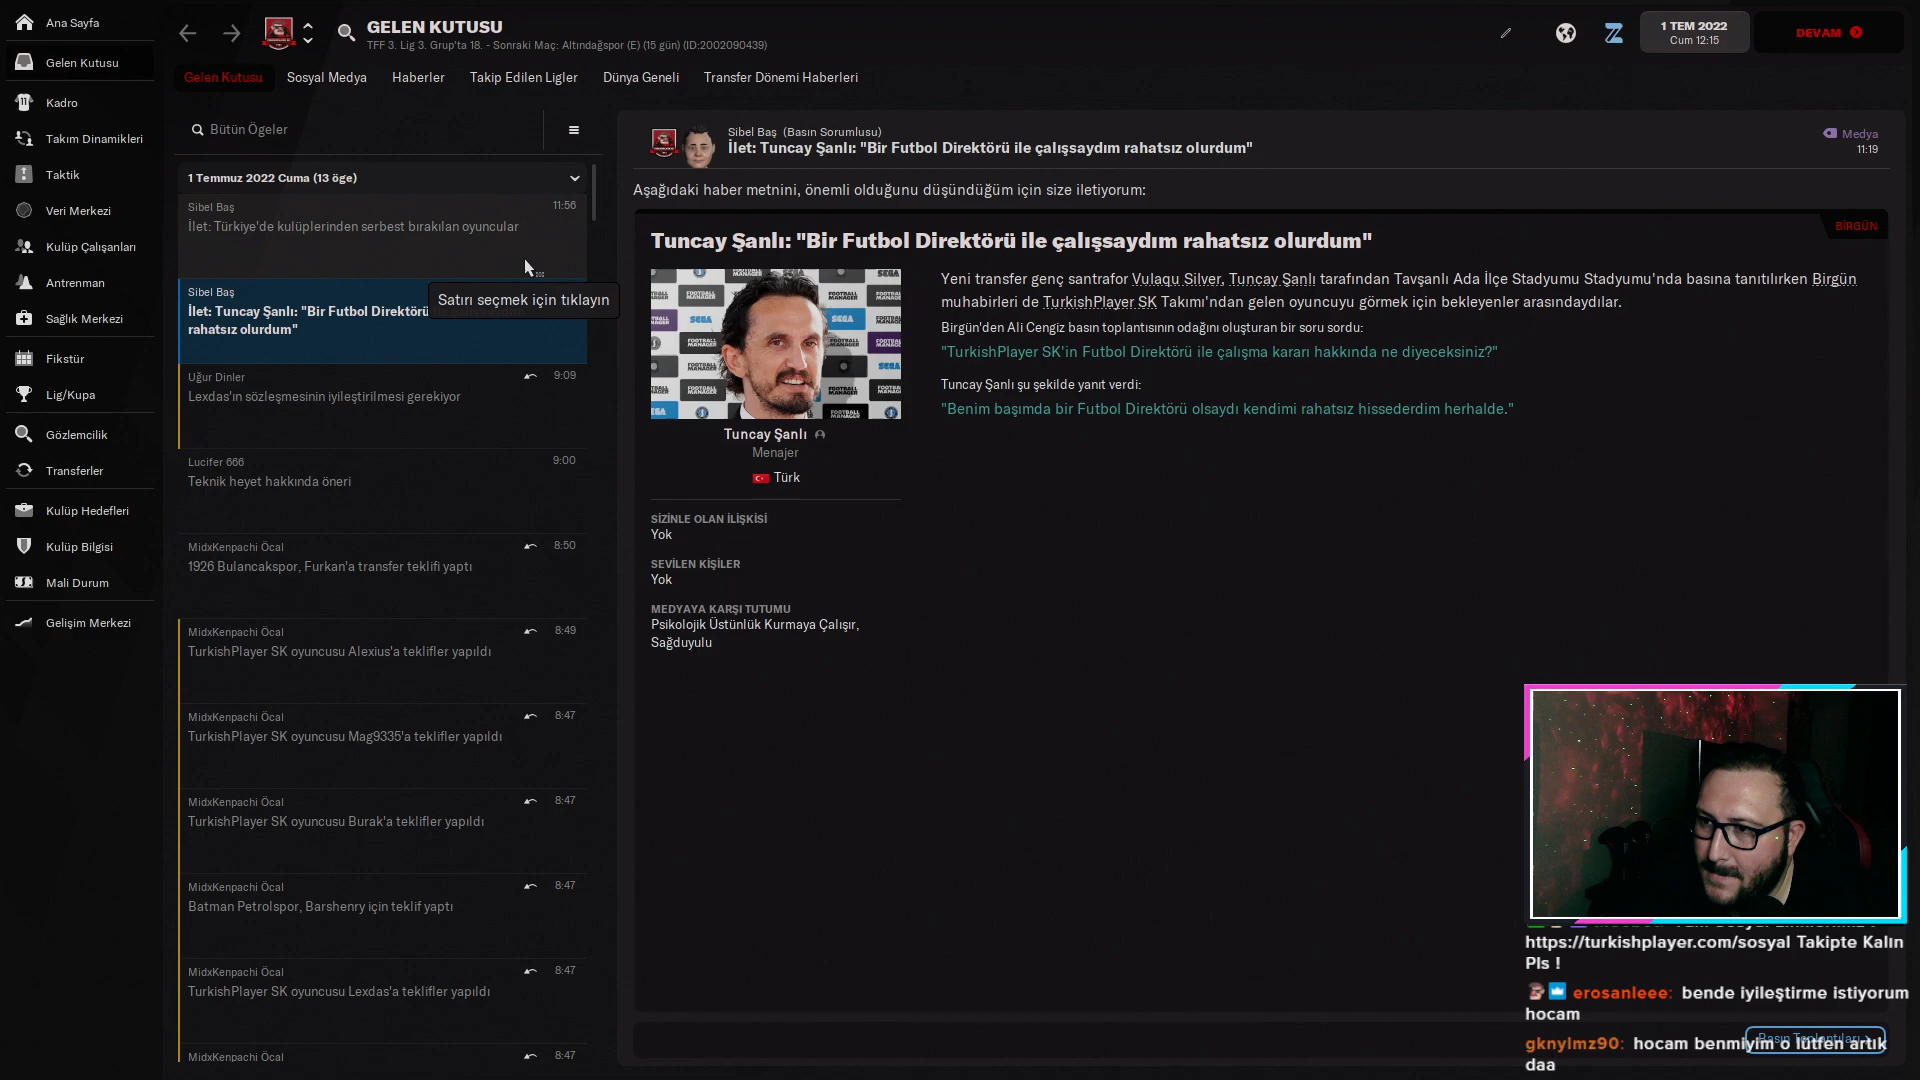 Ana Sayfa
Gelen Kutusu
Kadro
Takım Dinamikleri
Taktik
Veri Merkezi
Kulüp Çalışanları
Antrenman
Sağlık Merkezi
Fikstür
Lig/Kupa
Gözlemcilik
Transferler
Kulüp Hedefleri
Kulüp Bilgisi
Mali Durum
Gelişim Merkezi
GELEN KUTUSU
TFF 3. Lig 3. Grup'ta 18. - Sonraki Maç: Altındağspor (E) (15 gün) (ID:2002090439)
1 TEM 2022
Cum 12:15
DEVAM
Gelen Kutusu Sosyal Medya Haberler Takip Edilen Ligler Dünya Geneli Transfer Dönemi Haberleri
Bütün Ögeler
1 Temmuz 2022 Cuma (13 öge)
Sibel Baş 11:56
İlet: Türkiye'de kulüplerinden serbest bırakılan oyuncular
Satırı seçmek için tıklayın
Sibel Baş
İlet: Tuncay Şanlı: "Bir Futbol Direktörü
rahatsız olurdum"
Uğur Dinler 9:09
Lexdas'ın sözleşmesinin iyileştirilmesi gerekiyor
Lucifer 666 9:00
Teknik heyet hakkında öneri
MidxKenpachi Öcal 8:50
1926 Bulancakspor, Furkan'a transfer teklifi yaptı
MidxKenpachi Öcal 8:49
TurkishPlayer SK oyuncusu Alexius'a teklifler yapıldı
MidxKenpachi Öcal 8:47
TurkishPlayer SK oyuncusu Mag9335'a teklifler yapıldı
MidxKenpachi Öcal 8:47
TurkishPlayer SK oyuncusu Burak'a teklifler yapıldı
MidxKenpachi Öcal 8:47
Batman Petrolspor, Barshenry için teklif yaptı
MidxKenpachi Öcal 8:47
TurkishPlayer SK oyuncusu Lexdas'a teklifler yapıldı
MidxKenpachi Öcal 8:47
Sibel Baş (Basın Sorumlusu)
İlet: Tuncay Şanlı: "Bir Futbol Direktörü ile çalışsaydım rahatsız olurdum"
Medya
11:19
Aşağıdaki haber metnini, önemli olduğunu düşündüğüm için size iletiyorum:
BİRGÜN
Tuncay Şanlı: "Bir Futbol Direktörü ile çalışsaydım rahatsız olurdum"
Yeni transfer genç santrafor Vulaqu Silver, Tuncay Şanlı tarafından Tavşanlı Ada İlçe Stadyumu Stadyumu'nda basına tanıtılırken Birgün
muhabirleri de TurkishPlayer SK Takımı'ndan gelen oyuncuyu görmek için bekleyenler arasındaydılar.
Birgün'den Ali Cengiz basın toplantısının odağını oluşturan bir soru sordu:
"TurkishPlayer SK'in Futbol Direktörü ile çalışma kararı hakkında ne diyeceksiniz?"
Tuncay Şanlı şu şekilde yanıt verdi:
"Benim başımda bir Futbol Direktörü olsaydı kendimi rahatsız hissederdim herhalde."
Tuncay Şanlı
Menajer
Türk
SİZİNLE OLAN İLİŞKİSİ
Yok
SEVİLEN KİŞİLER
Yok
MEDYAYA KARŞI TUTUMU
Psikolojik Üstünlük Kurmaya Çalışır,
Sağduyulu
https://turkishplayer.com/sosyal Takipte Kalın
Pls !
erosanleee: bende iyileştirme istiyorum
hocam
Basın Toplantıları
gknylmz90: hocam benmiyim o lütfen artık
daa